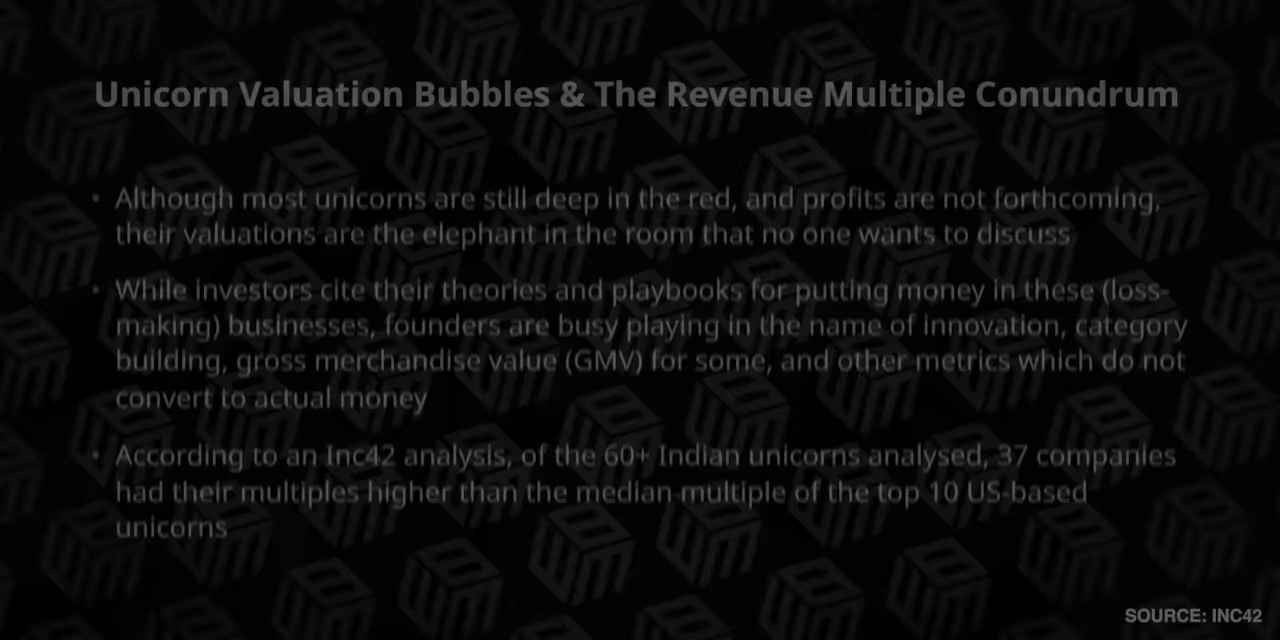 Unicorn Valuation Bubbles & The Revenue Multiple Conundrum
• Although most unicorns are still deep in the red, and profits are not forthcoming,
their valuations are the elephant in the room that no one wants to discuss
• While investors cite their theories and playbooks for putting money in these (loss-
making) businesses, founders are busy playing in the name of innovation, category
building, gross merchandise value (GMV) for some, and other metrics which do not
convert to actual money
• According to an Inc42 analysis, of the 60+ Indian unicorns analysed, 37 companies
had their multiples higher than the median multiple of the top 10 US-based
unicorns
SOURCE: INC42